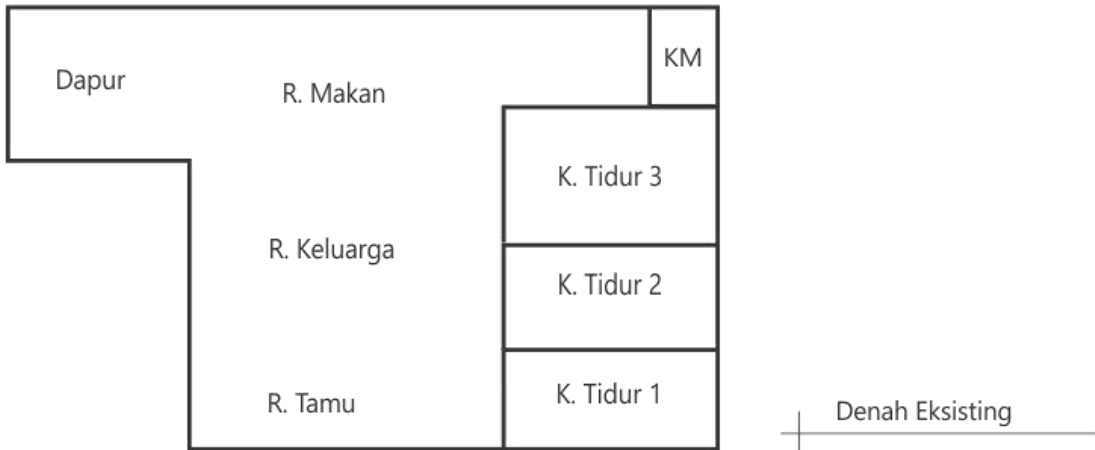 Dapur
R. Makan
KM
K. Tidur 3
R. Keluarga
K. Tidur 2
R. Tamu
K. Tidur 1
Denah Eksisting